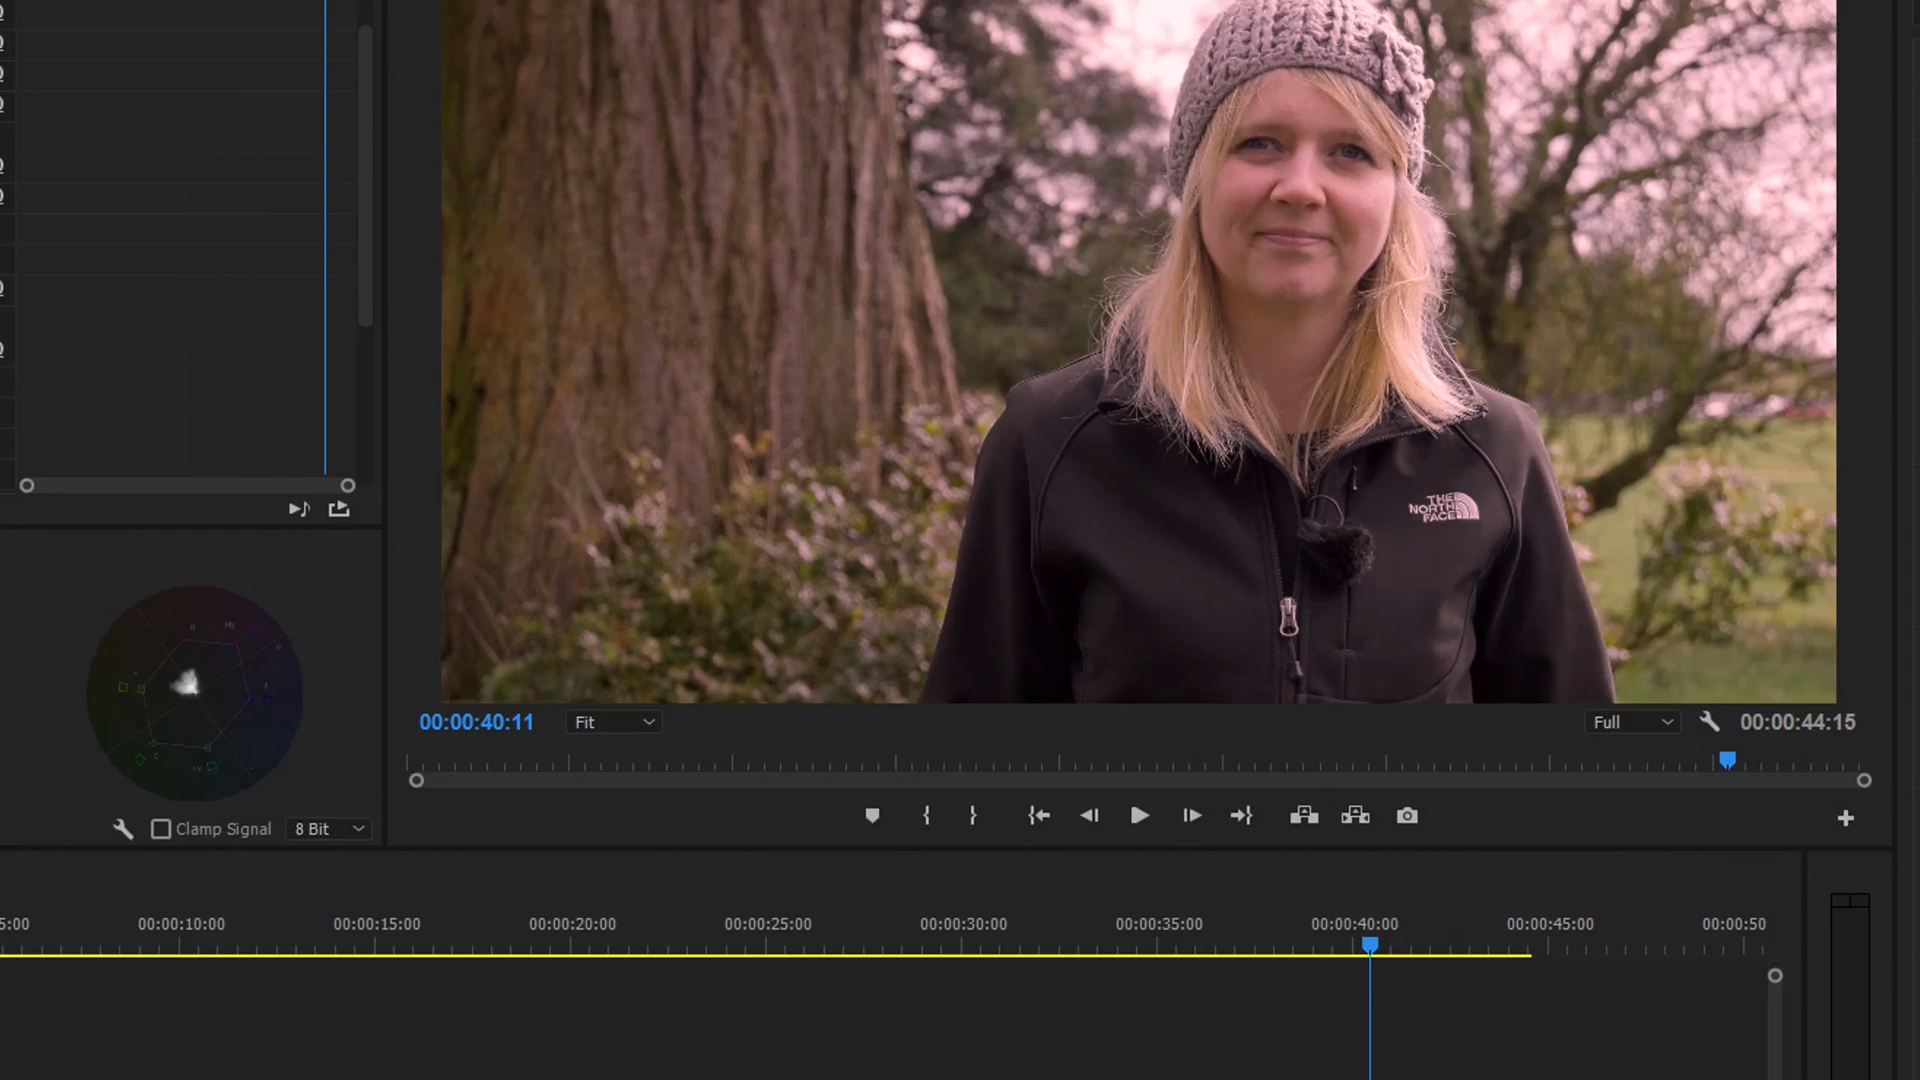 THE
NORTH
FACE
00:00:40:11
Fit
Full
00:00:44:15
Clamp Signal
8 Bit
5:00
00:00:10:00
00:00:15:00
00:00:20:00
00:00:25:00
00:00:30:00
00:00:35:00
00:00:40:00
00:00:45:00
00:00:50